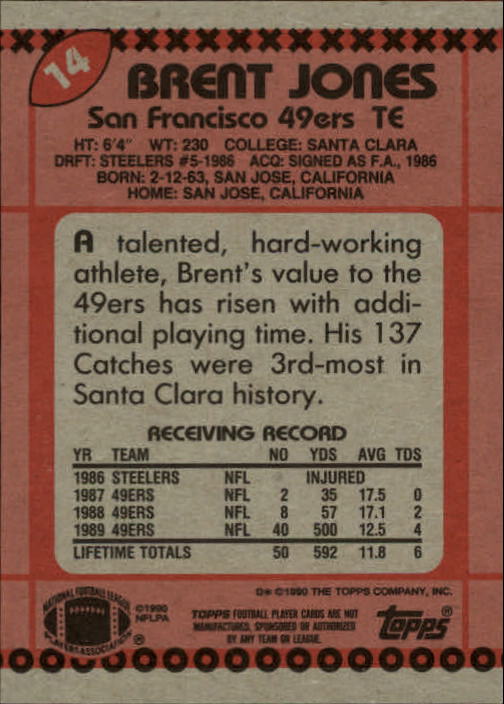 14
BRENT JONES
San Francisco 49ers TE
HT: 6'4" WT: 230 COLLEGE: SANTA CLARA
DRFT: STEELERS #5-1986 ACQ: SIGNED AS F.A., 1986
BORN: 2-12-63, SAN JOSE, CALIFORNIA
HOME: SAN JOSE, CALIFORNIA
A talented, hard-working
athlete, Brent's value to the
49ers has risen with addi-
tional playing time. His 137
Catches were 3rd-most in
Santa Clara history.
RECEIVING RECORD
YR TEAM NO YDS AVG TDS
1986 STEELERS NFL INJURED
1987 49ERS NFL 2 35 17.5 0
1988 49ERS NFL 8 57 17.1 2
1989 49ERS NFL 40 500 12.5 4
LIFETIME TOTALS 50 592 11.8 6
D* ©1990 THE TOPPS COMPANY, INC.
NATIONAL FOOTBALL LEAGUE
PLAYERS ASSOCIATION ®
©1990
NFLPA
TOPPS FOOTBALL PLAYER CARDS ARE NOT
MANUFACTURED, SPONSORED OR AUTHORIZED
BY ANY TEAM OR LEAGUE.
TOPPS ®